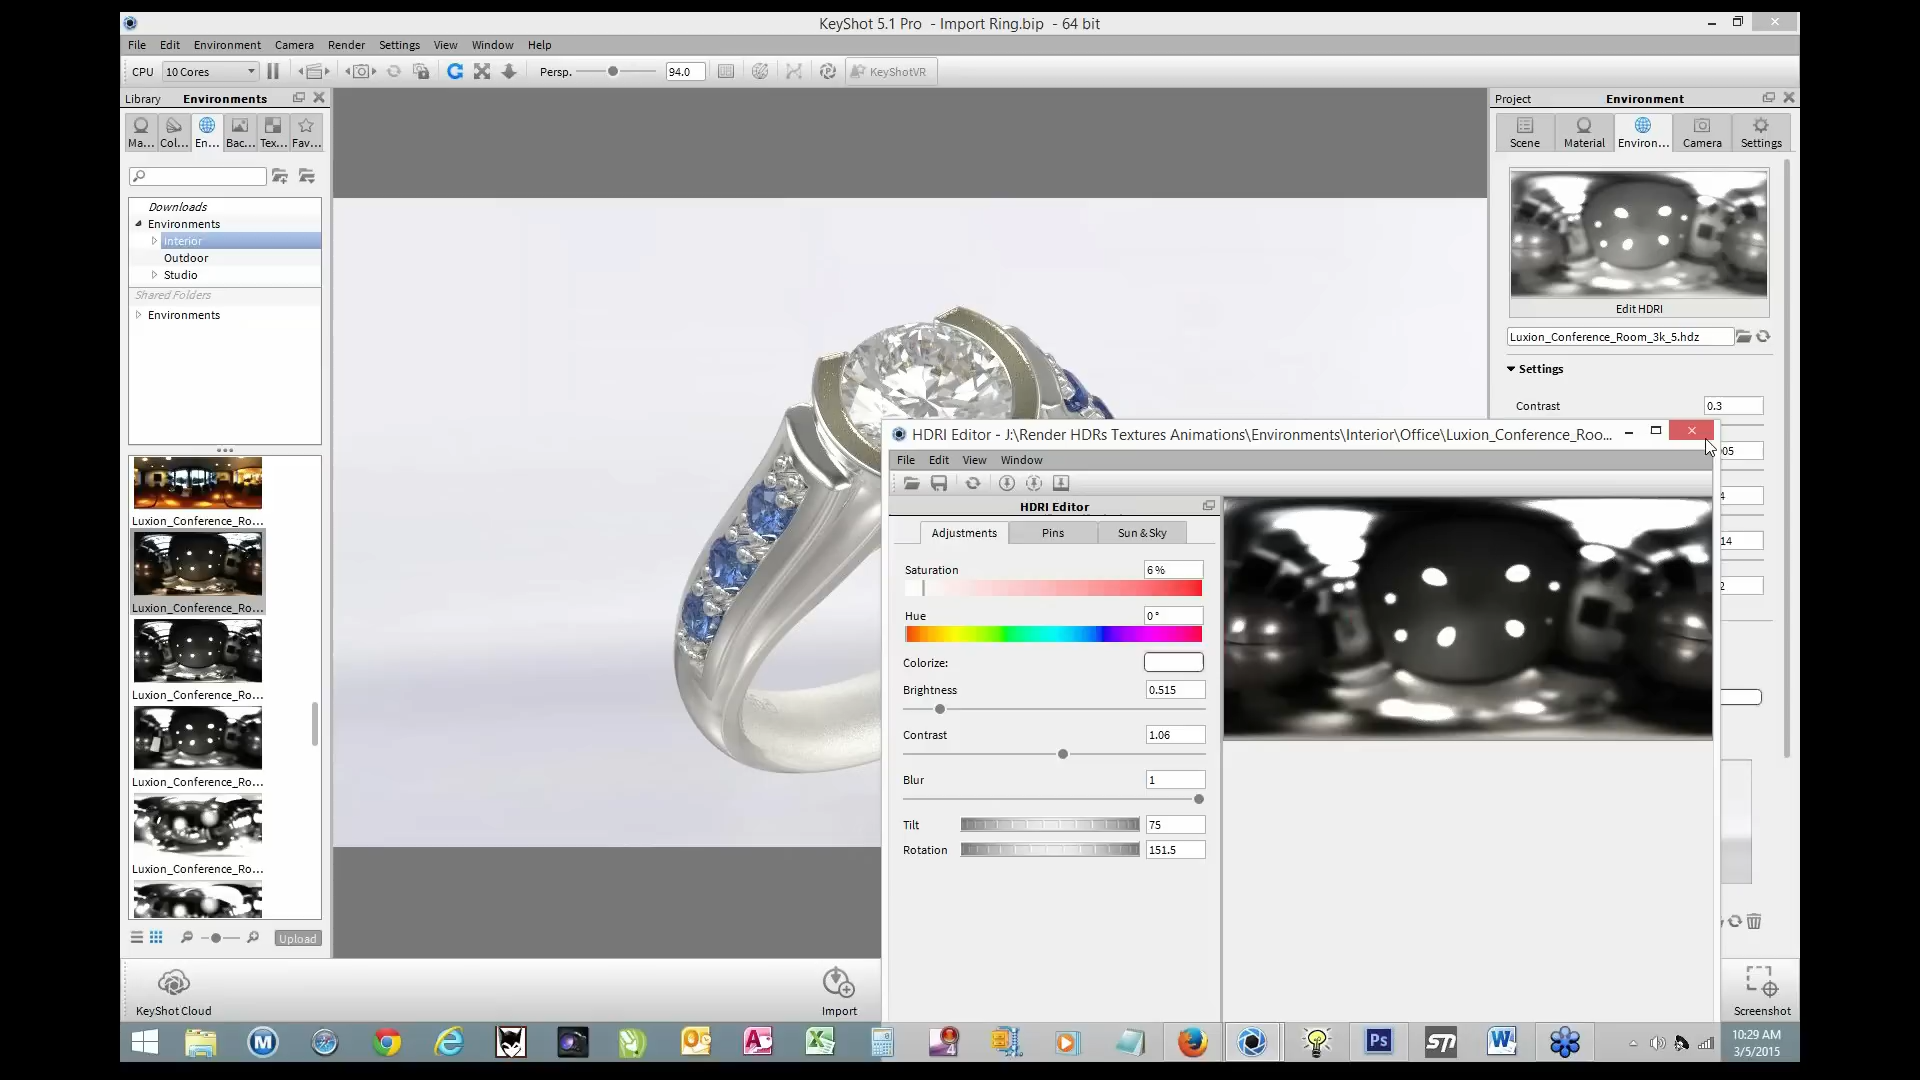 KeyShot 5.1 Pro - Import Ring.bip - 64 bit
File Edit Environment Camera Render Settings View Window Help
CPU 10 Cores Persp. 94.0 KeyShotVR
Library Environments
Ma... Col... En... Bac... Tex... Fav...
Downloads
Environments
Interior
Outdoor
Studio
Shared Folders
Environments
Luxion_Conference_Ro...
Luxion_Conference_Ro...
Luxion_Conference_Ro...
Luxion_Conference_Ro...
Luxion_Conference_Ro...
Upload
KeyShot Cloud
Import
Project Environment
Scene Material Environ... Camera Settings
Edit HDRI
Luxion_Conference_Room_3k_5.hdz
Settings
Contrast 0.3
05
4
14
2
Screenshot
HDRI Editor - J:\Render HDRs Textures Animations\Environments\Interior\Office\Luxion_Conference_Roo...
File Edit View Window
HDRI Editor
Adjustments Pins Sun & Sky
Saturation 6 %
Hue 0 °
Colorize:
Brightness 0.515
Contrast 1.06
Blur 1
Tilt 75
Rotation 151.5
Ps
10:29 AM
3/5/2015